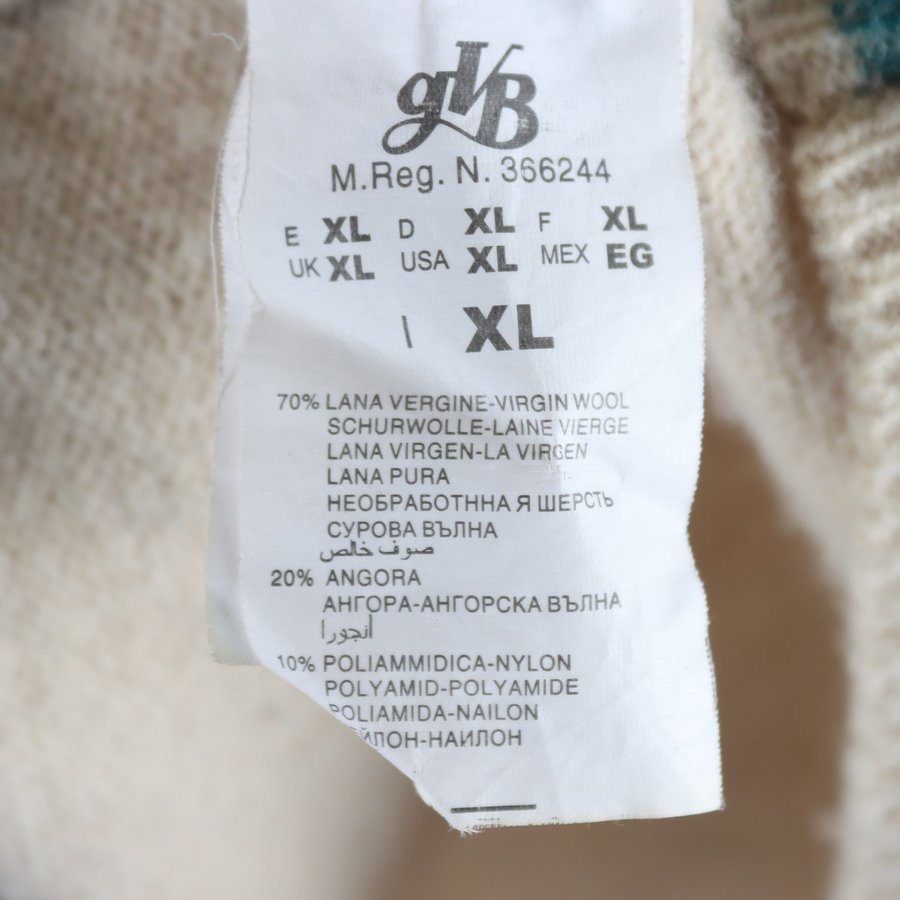 gVB
M.Reg. N. 366244
E XL D XL F XL
UK XL USA XL MEX EG
I XL
70% LANA VERGINE-VIRGIN WOOL
SCHURWOLLE-LAINE VIERGE
LANA VIRGEN-LA VIRGEN
LANA PURA
НЕОБРАБОТННА Я ШЕРСТЬ
СУРОВА ВЪЛНА
صوف خالص
20% ANGORA
АНГОРА-АНГОРСКА ВЪЛНА
أنجورا
10% POLIAMMIDICA-NYLON
POLYAMID-POLYAMIDE
POLIAMIDA-NAILON
ЙЛОН-НАИЛОН